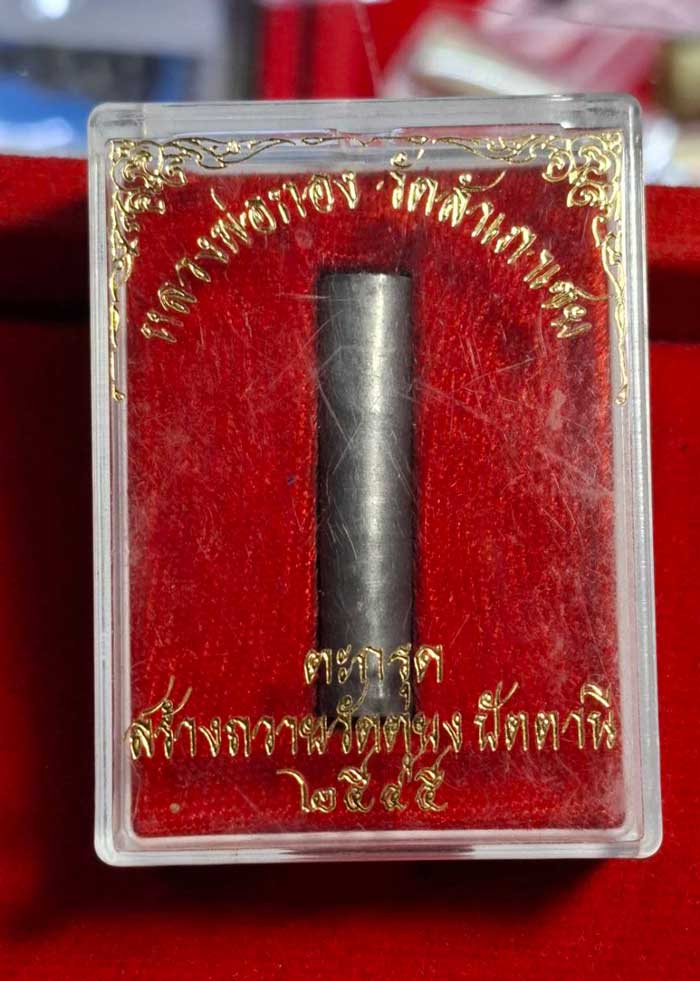 หลวงพ่อทอง วัดสำเภาเชย
ตะกรุด
สร้างถวายวัดตุยง ปัตตานี
๒๕๔๕